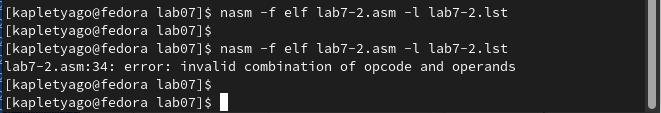 [kapletyago@fedora lab07]$ nasm -f elf lab7-2.asm -l lab7-2.lst
[kapletyago@fedora lab07]$
[kapletyago@fedora lab07]$ nasm -f elf lab7-2.asm -l lab7-2.lst
lab7-2.asm:34: error: invalid combination of opcode and operands
[kapletyago@fedora lab07]$
[kapletyago@fedora lab07]$